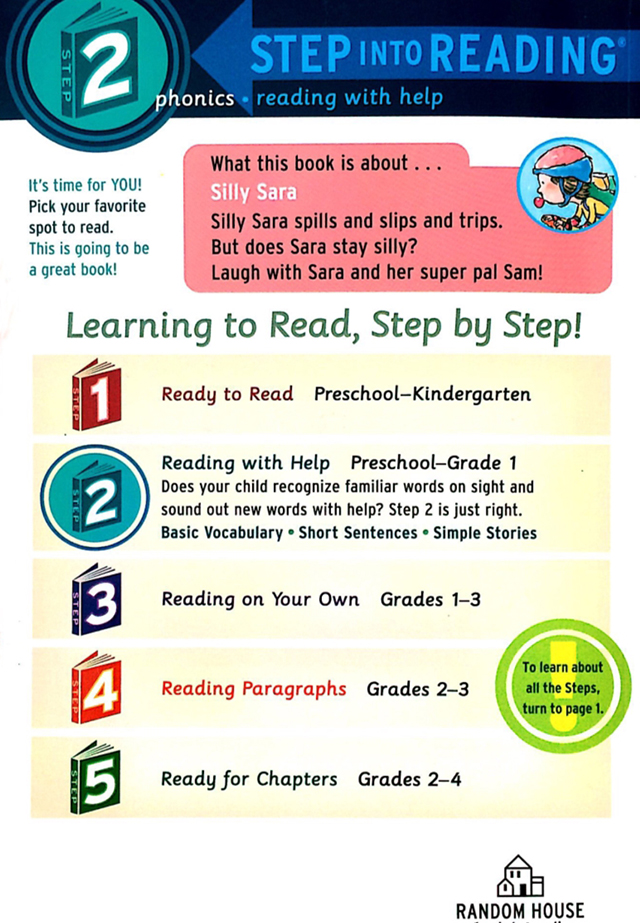 STEP 2
STEP INTO READING®
phonics • reading with help
It's time for YOU!
Pick your favorite
spot to read.
This is going to be
a great book!
What this book is about . . .
Silly Sara
Silly Sara spills and slips and trips.
But does Sara stay silly?
Laugh with Sara and her super pal Sam!
Learning to Read, Step by Step!
STEP 1
Ready to Read Preschool–Kindergarten
STEP 2
Reading with Help Preschool–Grade 1
Does your child recognize familiar words on sight and
sound out new words with help? Step 2 is just right.
Basic Vocabulary • Short Sentences • Simple Stories
STEP 3
Reading on Your Own Grades 1–3
STEP 4
Reading Paragraphs Grades 2–3
To learn about
all the Steps,
turn to page 1.
STEP 5
Ready for Chapters Grades 2–4
RANDOM HOUSE